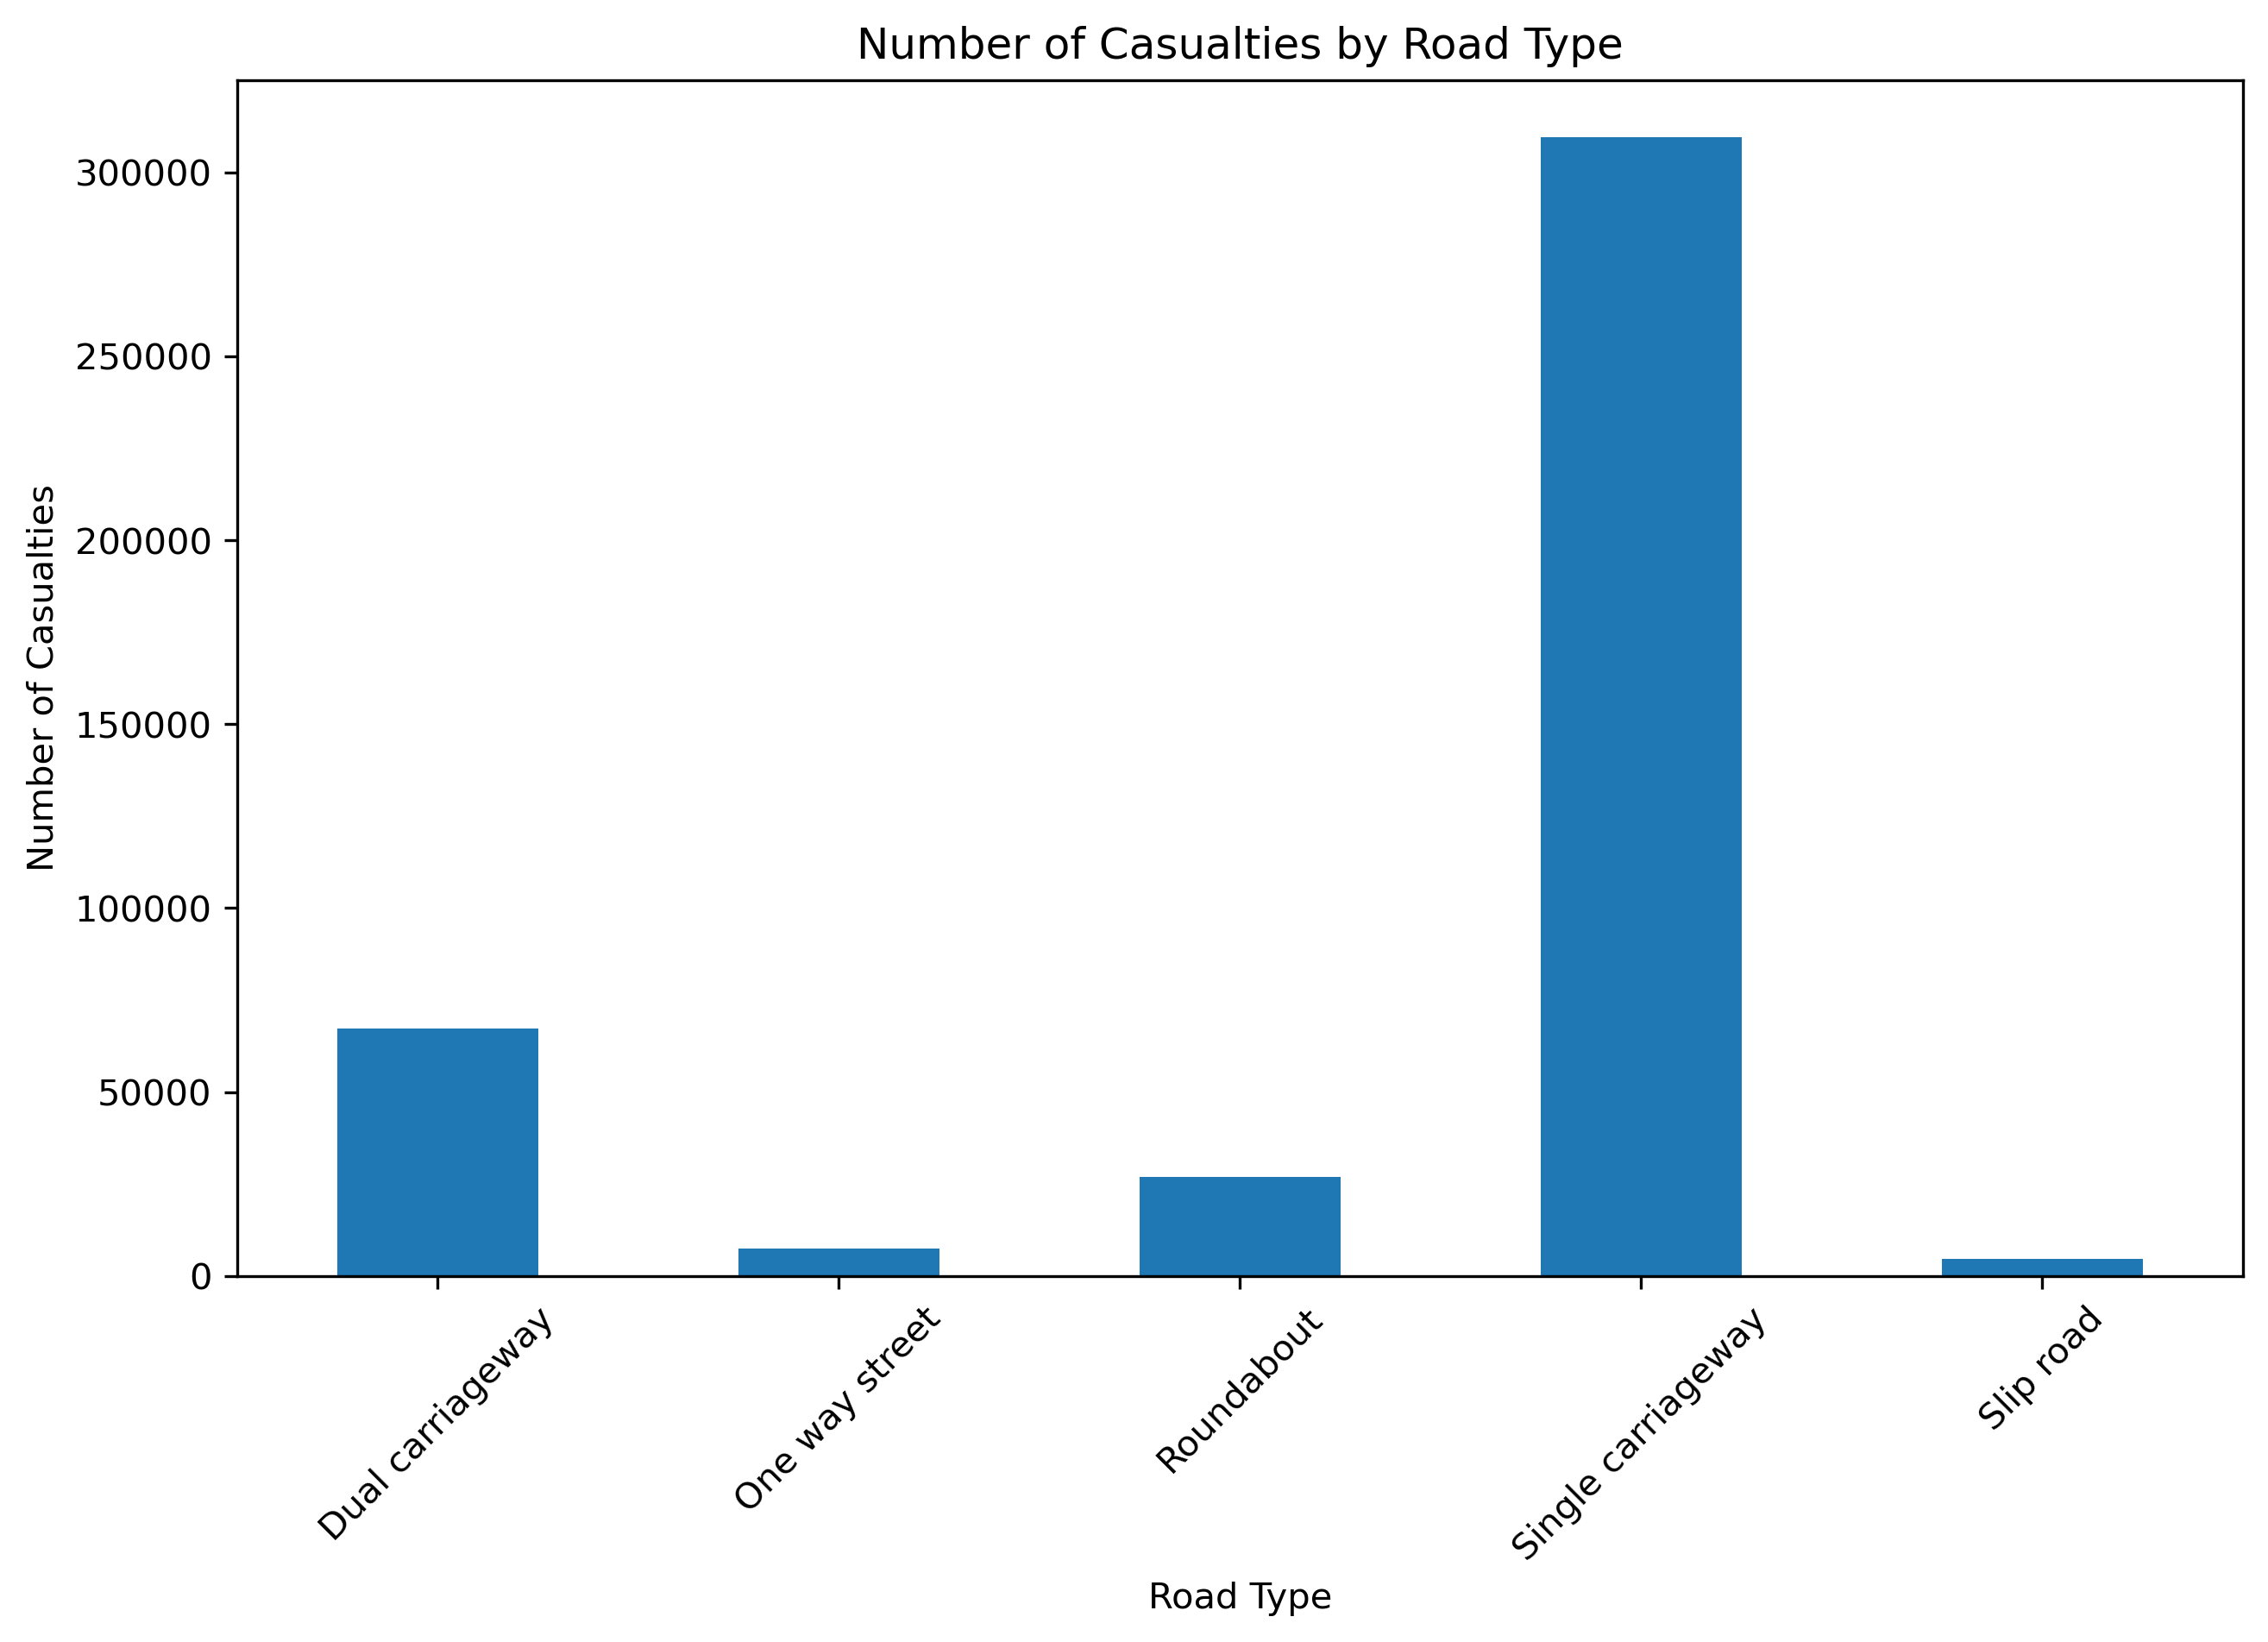 Number of Casualties by Road Type
Number of Casualties
300000
250000
200000
150000
100000
50000
0
Dual carriageway
One way street
Roundabout
Single carriageway
Slip road
Road Type